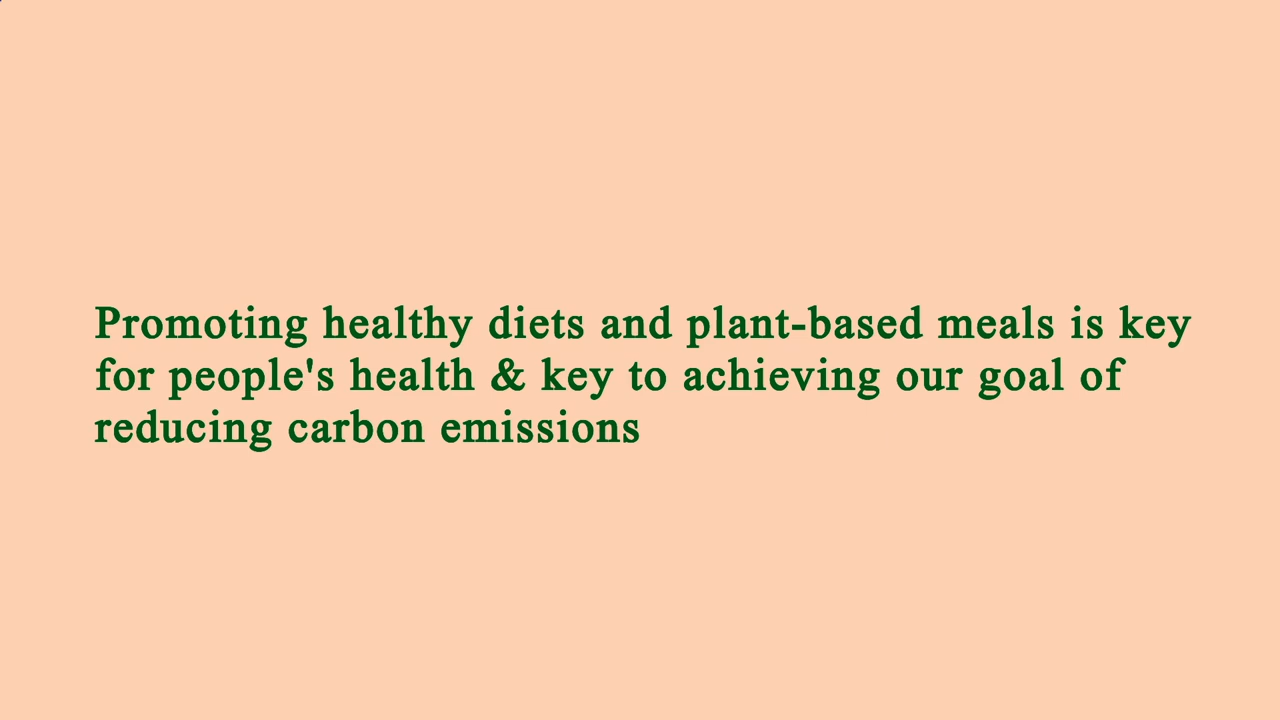 Promoting healthy diets and plant-based meals is key
for people's health & key to achieving our goal of
reducing carbon emissions